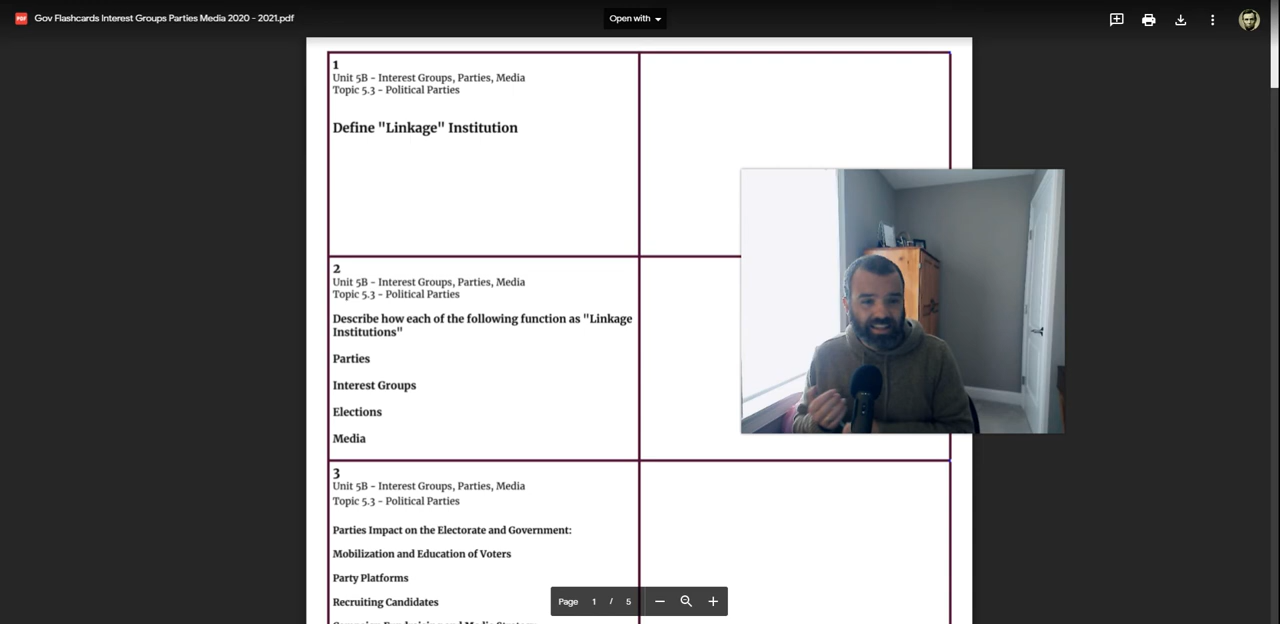 Gov Flashcards Interest Groups Parties Media 2020 - 2021.pdf
Open with
1
Unit 5B - Interest Groups, Parties, Media
Topic 5.3 - Political Parties
Define "Linkage" Institution
2
Unit 5B - Interest Groups, Parties, Media
Topic 5.3 - Political Parties
Describe how each of the following function as "Linkage
Institutions"
Parties
Interest Groups
Elections
Media
3
Unit 5B - Interest Groups, Parties, Media
Topic 5.3 - Political Parties
Parties Impact on the Electorate and Government:
Mobilization and Education of Voters
Party Platforms
Recruiting Candidates
Page 1 / 5